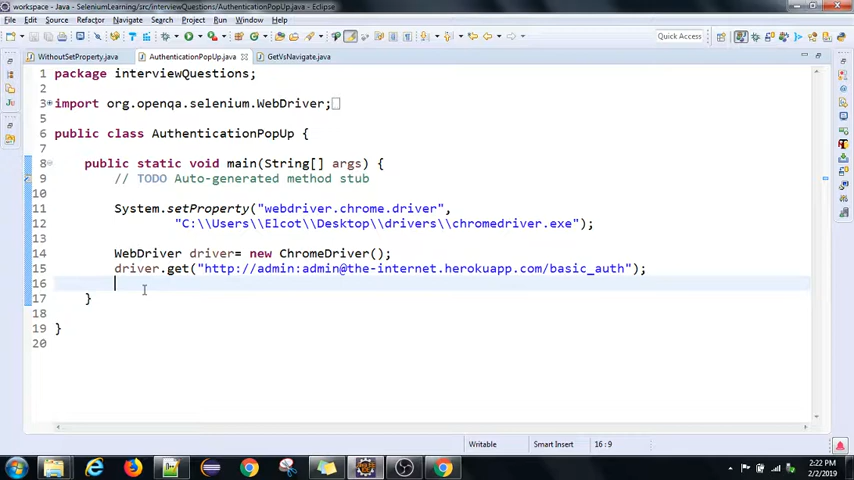 workspace - Java - SeleniumLearning/src/interviewQuestions/AuthenticationPopUp.java - Eclipse
File Edit Source Refactor Navigate Search Project Run Window Help
Quick Access
WithoutSetProperty.java AuthenticationPopUp.java GetVsNavigate.java
1 package interviewQuestions;
2
3 import org.openqa.selenium.WebDriver;
5
6 public class AuthenticationPopUp {
7
8 public static void main(String[] args) {
9 // TODO Auto-generated method stub
10
11 System.setProperty("webdriver.chrome.driver",
12 "C:\\Users\\Elcot\\Desktop\\drivers\\chromedriver.exe");
13
14 WebDriver driver= new ChromeDriver();
15 driver.get("http://admin:admin@the-internet.herokuapp.com/basic_auth");
16
17 }
18
19 }
20
Writable Smart Insert 16 : 9
2:22 PM
2/2/2019